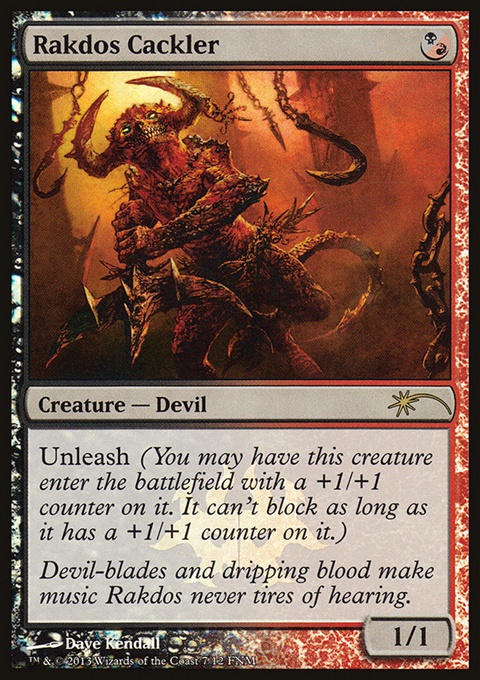 Rakdos Cackler
Creature — Devil
Unleash (You may have this creature
enter the battlefield with a +1/+1
counter on it. It can't block as long as
it has a +1/+1 counter on it.)
Devil-blades and dripping blood make
music Rakdos never tires of hearing.
Dave Kendall
1/1
™ & © 2013 Wizards of the Coast 7/12 FNM